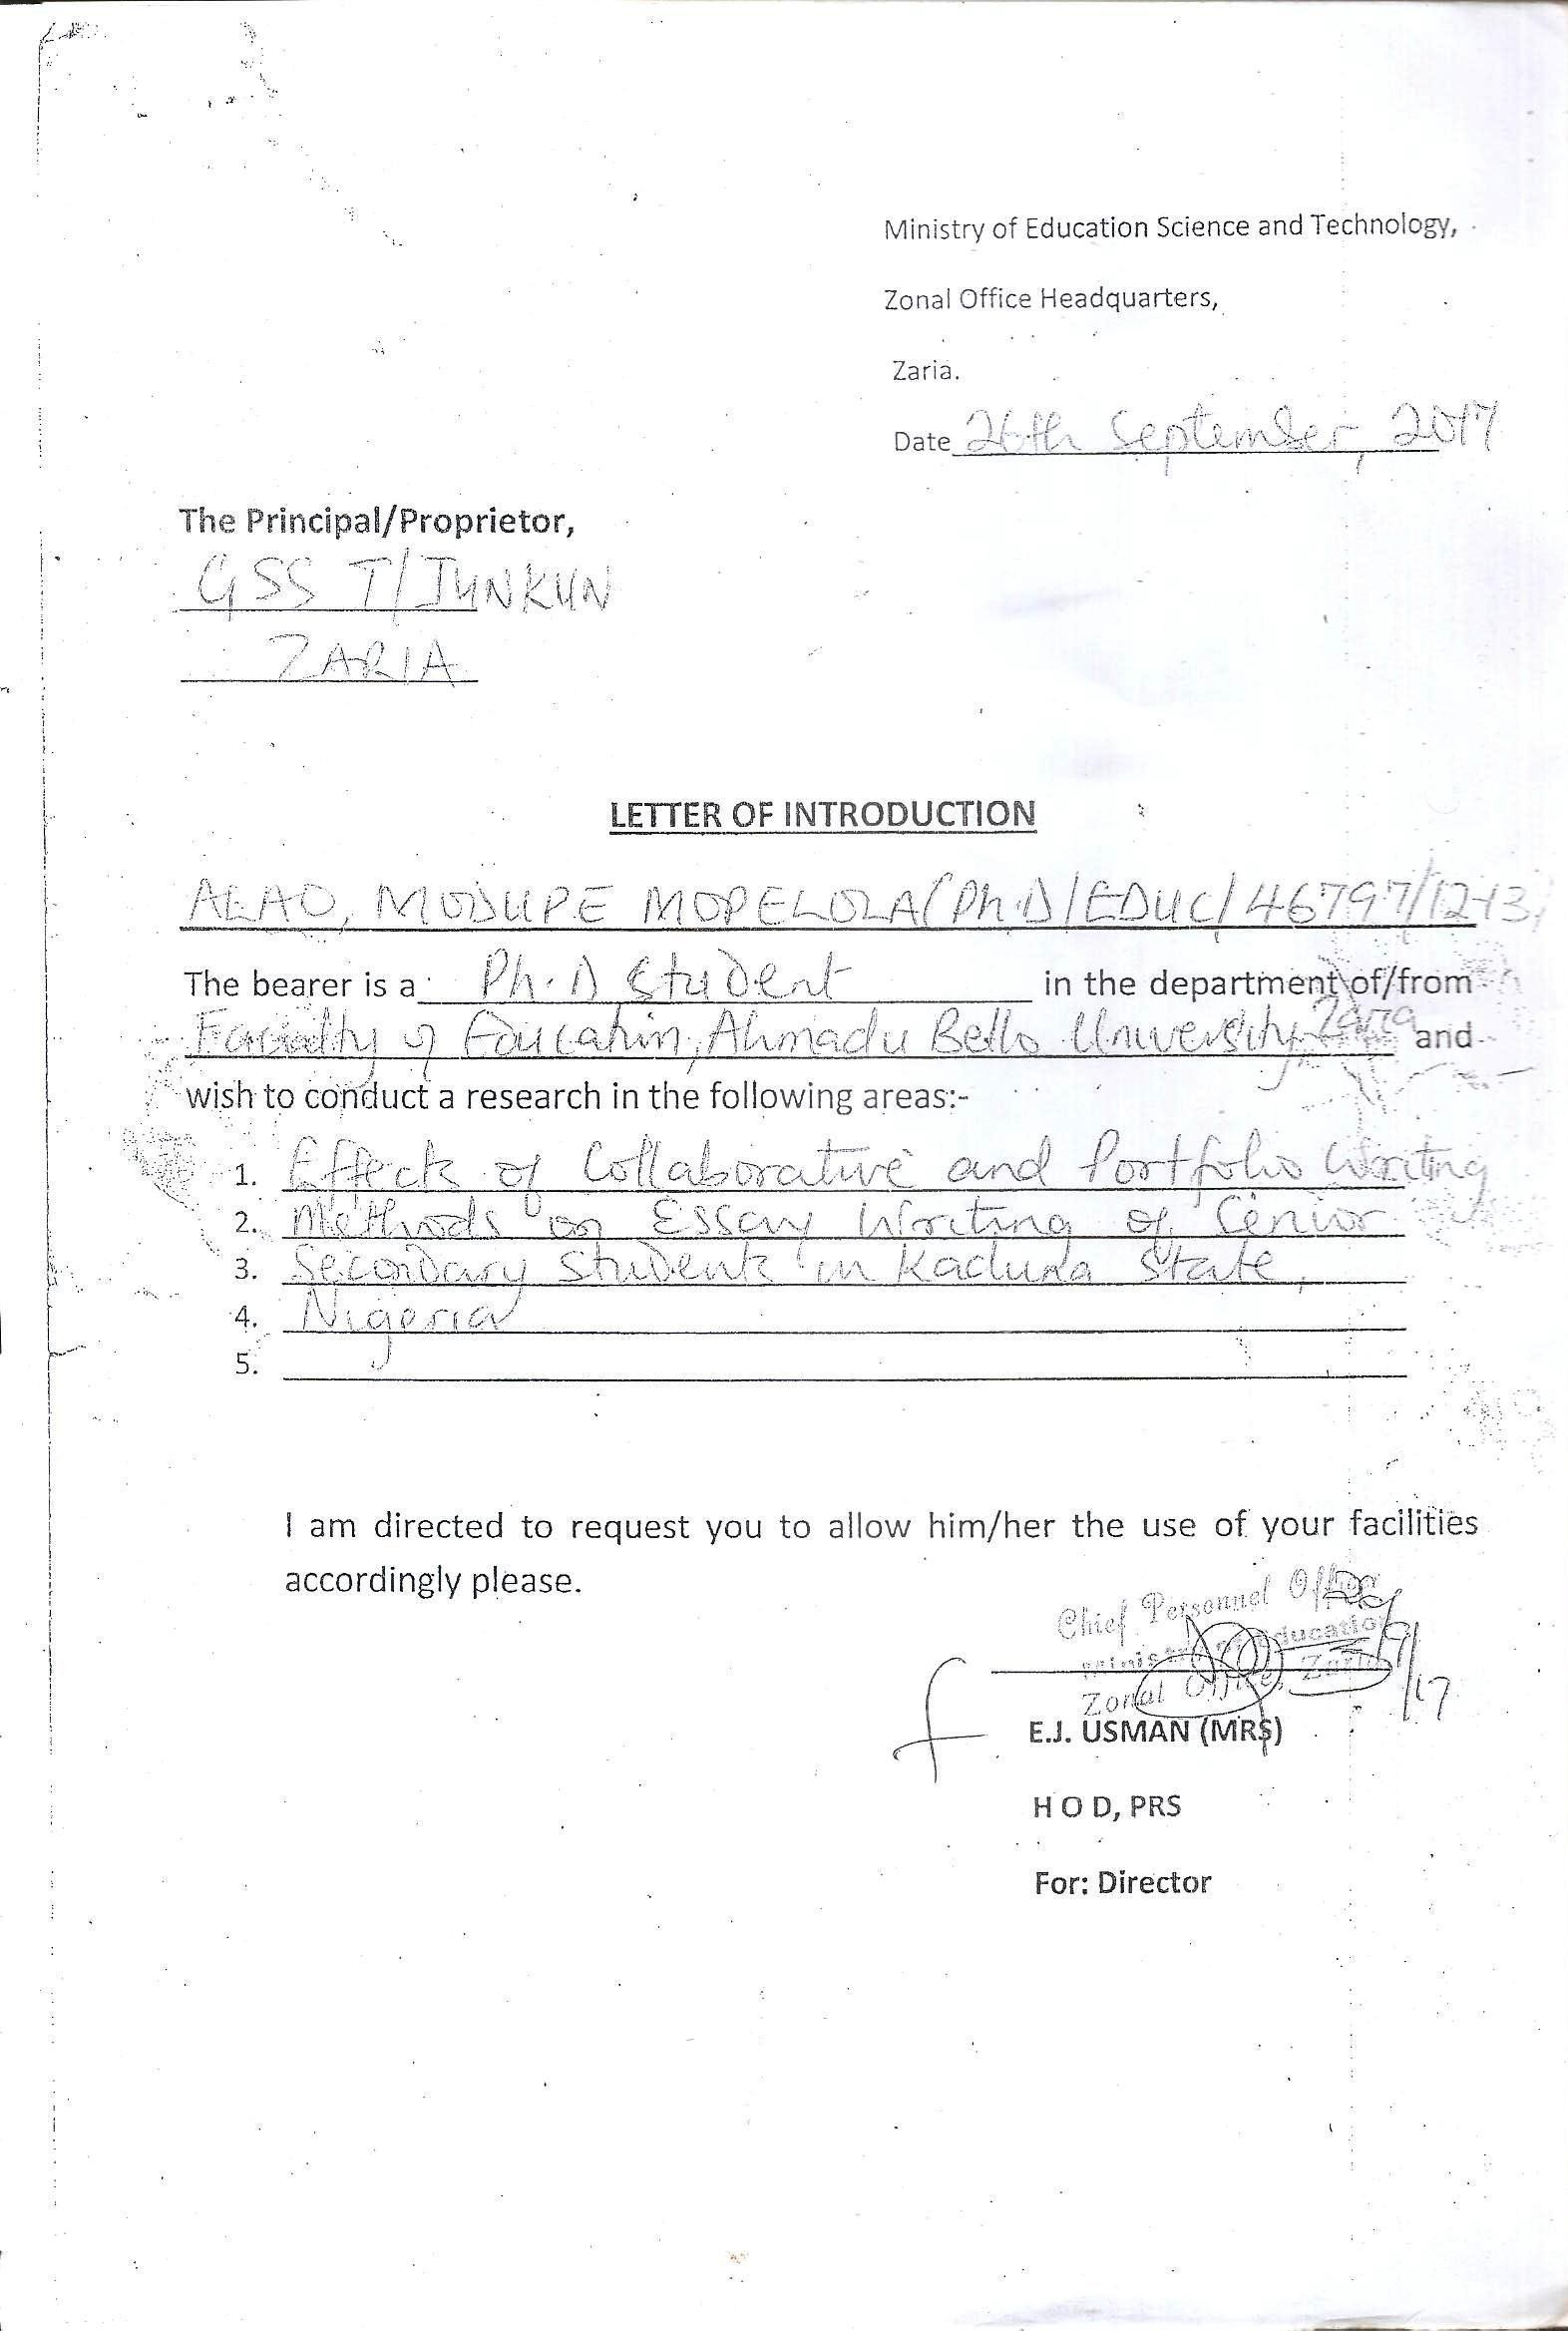 Ministry of Education Science and Technology,
Zonal Office Headquarters,
Zaria.
Date 26th September, 2017
The Principal/Proprietor,
GSS T/JUNKUN
ZARIA
LETTER OF INTRODUCTION
ALAO, MODUPE MOPELOLA (Ph.D/EDUC/46797/12-13)
The bearer is a Ph.D Student in the department of/from
Faculty of Education, Ahmadu Bello University Zaria and
wish to conduct a research in the following areas:-
1. Effects of Collaborative and Portfolio Writing
2. Methods on Essay Writing of Senior
3. Secondary Students in Kaduna State,
4. Nigeria
5.
I am directed to request you to allow him/her the use of your facilities
accordingly please.
Chief Personnel Officer
Ministry of Education
Zonal Office, Zaria
E.J. USMAN (MRS)
H O D, PRS
For: Director